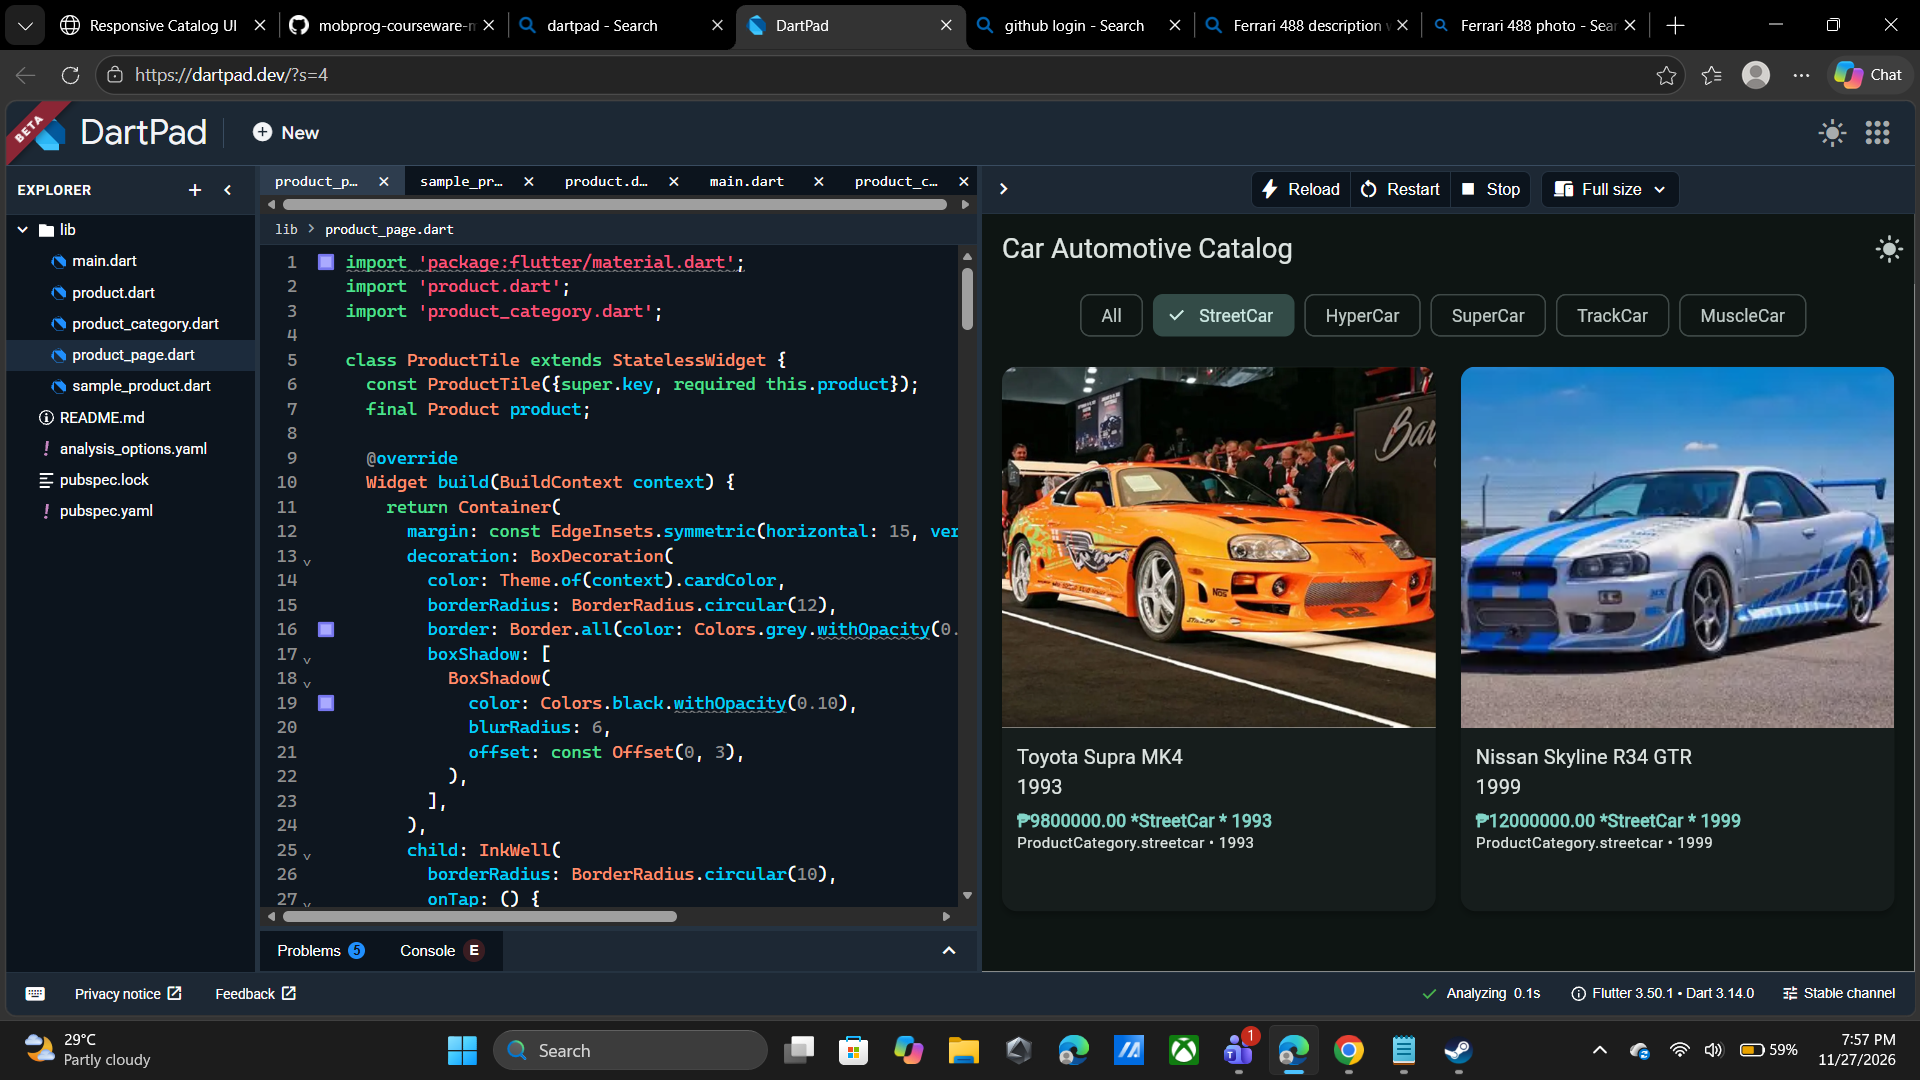 Responsive Catalog UI
mobprog-courseware-n
dartpad - Search
DartPad
github login - Search
Ferrari 488 description
Ferrari 488 photo - Sear
https://dartpad.dev/?s=4
Chat
BETA
DartPad
New
EXPLORER
lib
main.dart
product.dart
product_category.dart
product_page.dart
sample_product.dart
README.md
analysis_options.yaml
pubspec.lock
pubspec.yaml
product_p...
sample_pr...
product.d...
main.dart
product_c...
lib > product_page.dart
1 import 'package:flutter/material.dart';
2 import 'product.dart';
3 import 'product_category.dart';
4
5 class ProductTile extends StatelessWidget {
6 const ProductTile({super.key, required this.product});
7 final Product product;
8
9 @override
10 Widget build(BuildContext context) {
11 return Container(
12 margin: const EdgeInsets.symmetric(horizontal: 15, ver
13 decoration: BoxDecoration(
14 color: Theme.of(context).cardColor,
15 borderRadius: BorderRadius.circular(12),
16 border: Border.all(color: Colors.grey.withOpacity(0.
17 boxShadow: [
18 BoxShadow(
19 color: Colors.black.withOpacity(0.10),
20 blurRadius: 6,
21 offset: const Offset(0, 3),
22 ),
23 ],
24 ),
25 child: InkWell(
26 borderRadius: BorderRadius.circular(10),
27 onTap: () {
Problems 5
Console E
Reload
Restart
Stop
Full size
Car Automotive Catalog
All
StreetCar
HyperCar
SuperCar
TrackCar
MuscleCar
NOS
Toyota Supra MK4
1993
₱9800000.00 *StreetCar * 1993
ProductCategory.streetcar • 1993
Nissan Skyline R34 GTR
1999
₱12000000.00 *StreetCar * 1999
ProductCategory.streetcar • 1999
Privacy notice
Feedback
Analyzing 0.1s
Flutter 3.50.1 • Dart 3.14.0
Stable channel
29°C
Partly cloudy
Search
1
59%
7:57 PM
11/27/2026